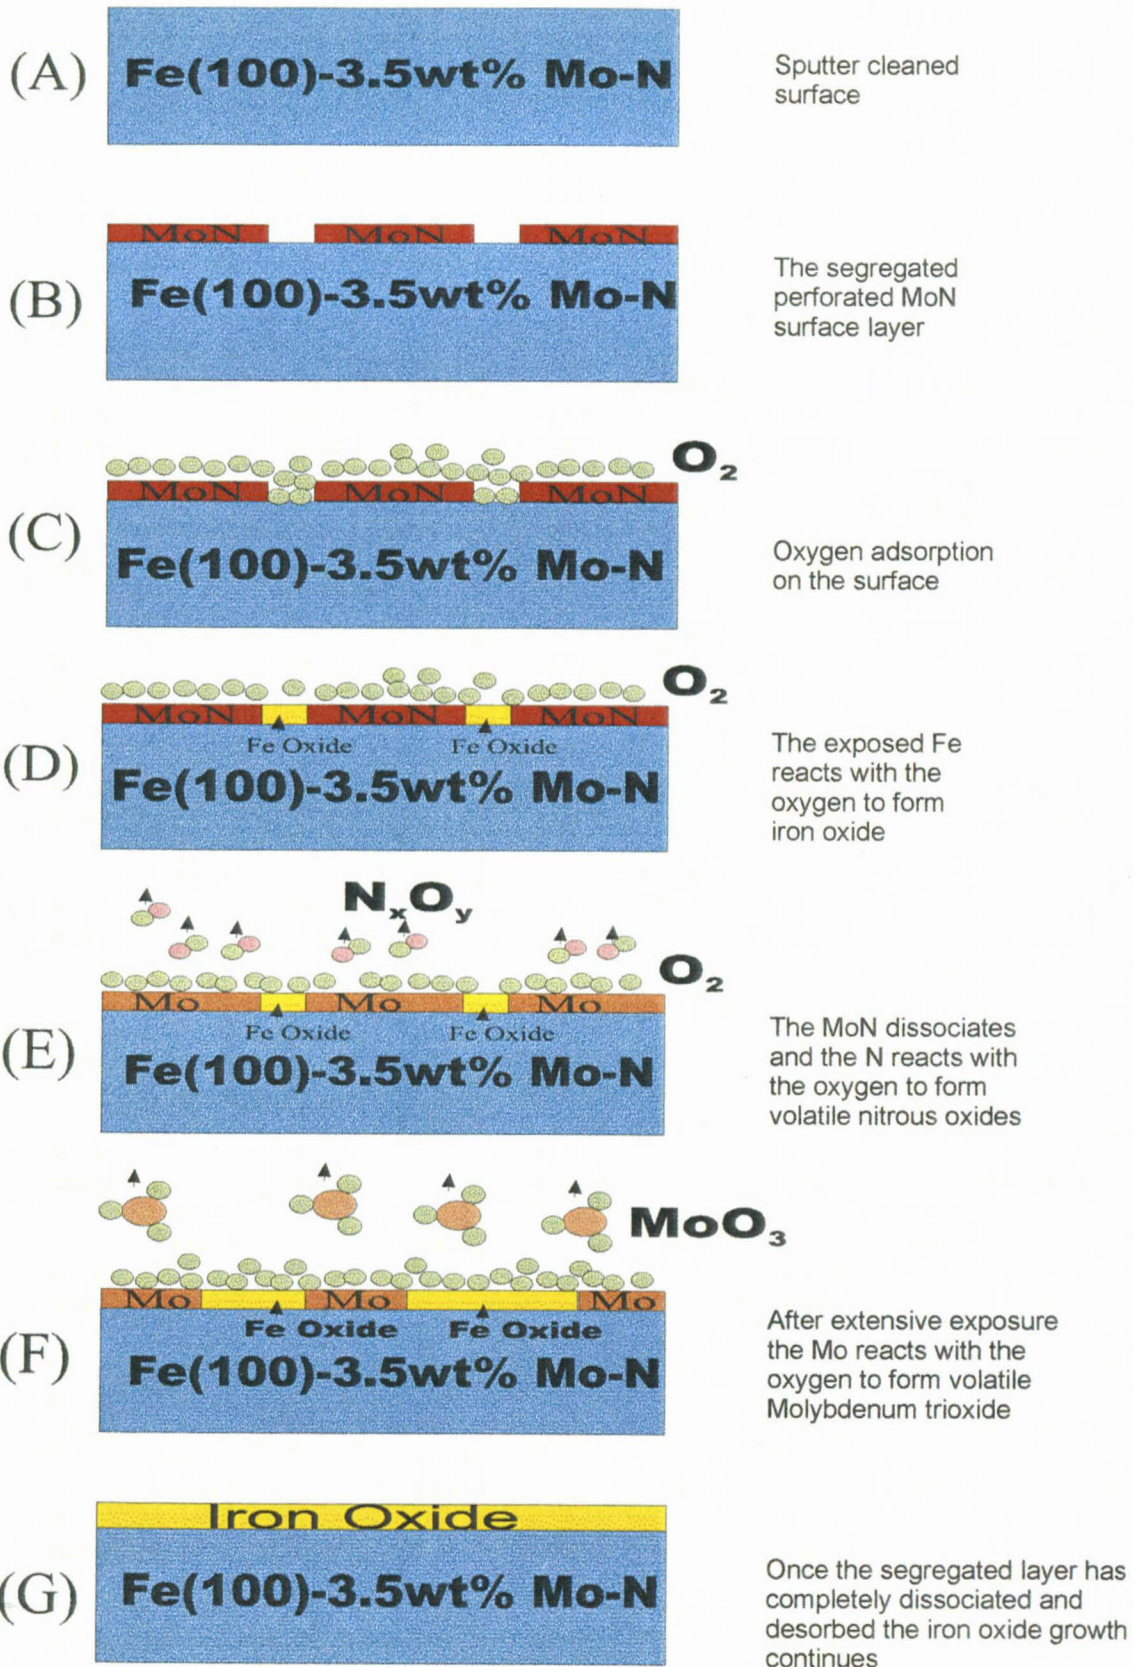 (A)
Fe(100)-3.5wt% Mo-N
Sputter cleaned
surface
MoN MoN MoN
(B)
Fe(100)-3.5wt% Mo-N
The segregated
perforated MoN
surface layer
O₂
MoN MoN MoN
(C)
Fe(100)-3.5wt% Mo-N
Oxygen adsorption
on the surface
O₂
MoN MoN MoN
Fe Oxide Fe Oxide
(D)
Fe(100)-3.5wt% Mo-N
The exposed Fe
reacts with the
oxygen to form
iron oxide
NₓOᵧ
O₂
Mo Mo Mo
Fe Oxide Fe Oxide
(E)
Fe(100)-3.5wt% Mo-N
The MoN dissociates
and the N reacts with
the oxygen to form
volatile nitrous oxides
MoO₃
Mo Mo Mo
Fe Oxide Fe Oxide
(F)
Fe(100)-3.5wt% Mo-N
After extensive exposure
the Mo reacts with the
oxygen to form volatile
Molybdenum trioxide
Iron Oxide
(G)
Fe(100)-3.5wt% Mo-N
Once the segregated layer has
completely dissociated and
desorbed the iron oxide growth
continues